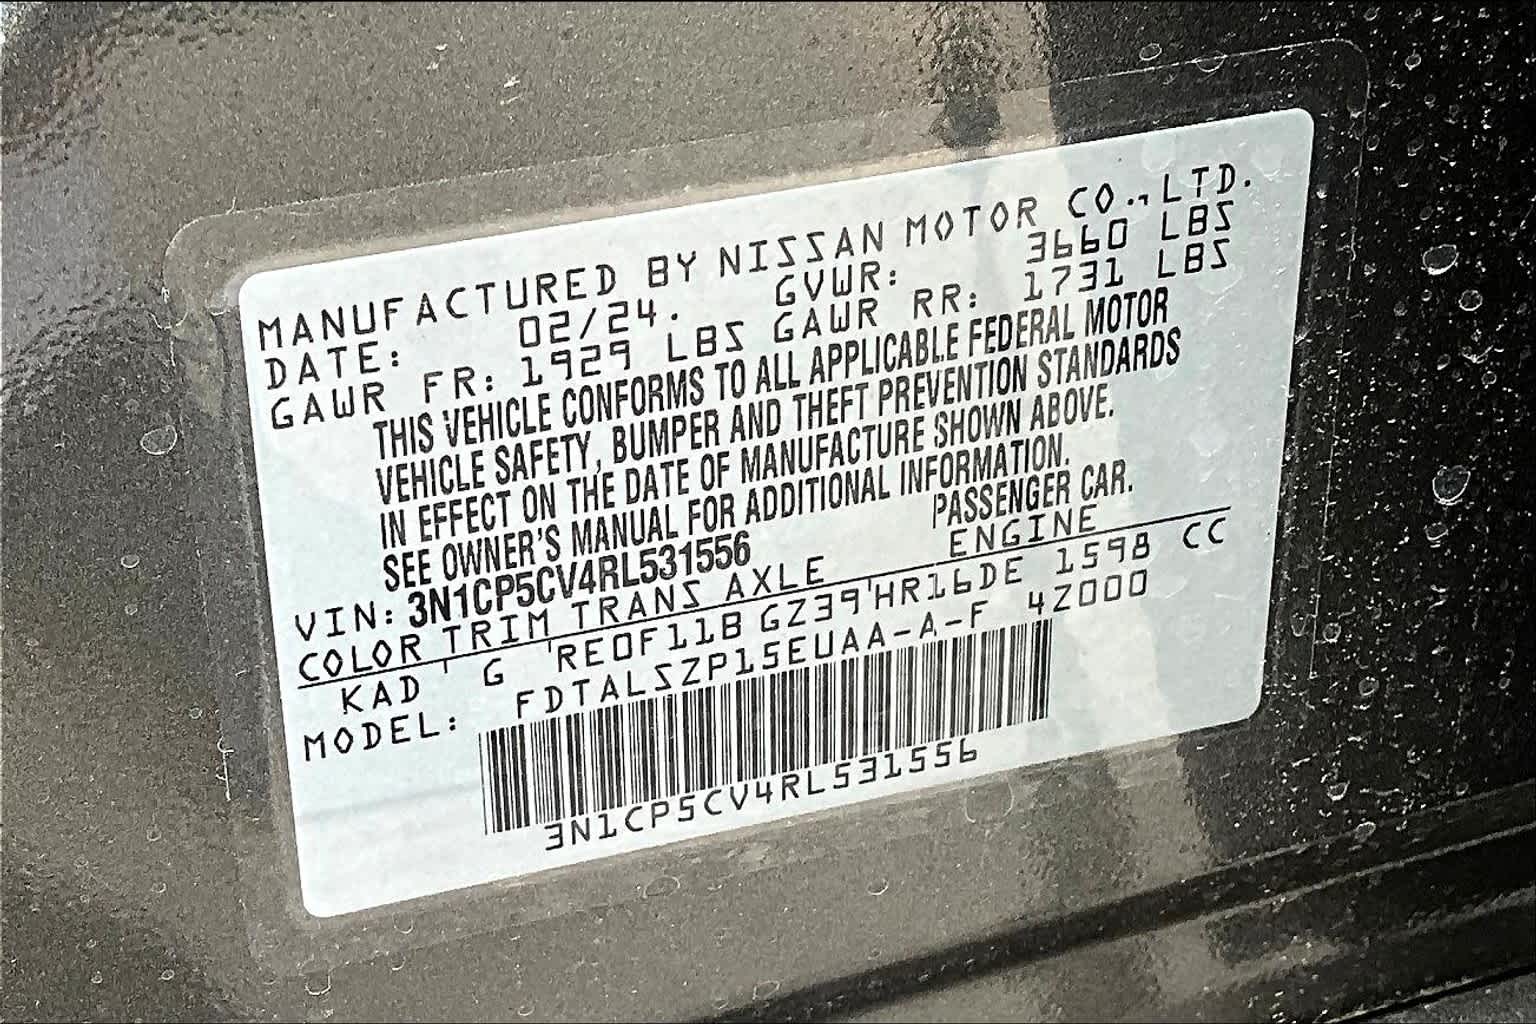 MANUFACTURED BY NISSAN MOTOR CO.,LTD.
DATE: 02/24. GVWR: 3660 LBS
GAWR FR: 1929 LBS GAWR RR: 1731 LBS
THIS VEHICLE CONFORMS TO ALL APPLICABLE FEDERAL MOTOR
VEHICLE SAFETY, BUMPER AND THEFT PREVENTION STANDARDS
IN EFFECT ON THE DATE OF MANUFACTURE SHOWN ABOVE.
SEE OWNER'S MANUAL FOR ADDITIONAL INFORMATION.
VIN: 3N1CP5CV4RL531556 PASSENGER CAR.
COLOR TRIM TRANS AXLE ENGINE
KAD G RE0F11B GZ39 HR16DE 1598 CC
MODEL: FDTALSZP15EUAA-A-F 4Z000
3N1CP5CV4RL531556